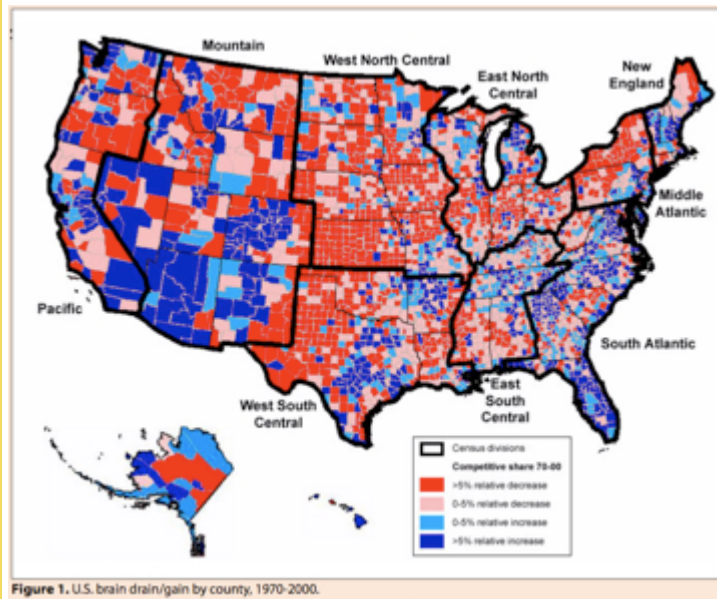 Mountain
West North Central
East North
Central
New
England
Middle
Atlantic
Pacific
South Atlantic
West South
Central
East
South
Central
Census divisions
Competitive share 70-00
>5% relative decrease
0-5% relative decrease
0-5% relative increase
>5% relative increase
Figure 1. U.S. brain drain/gain by county, 1970-2000.